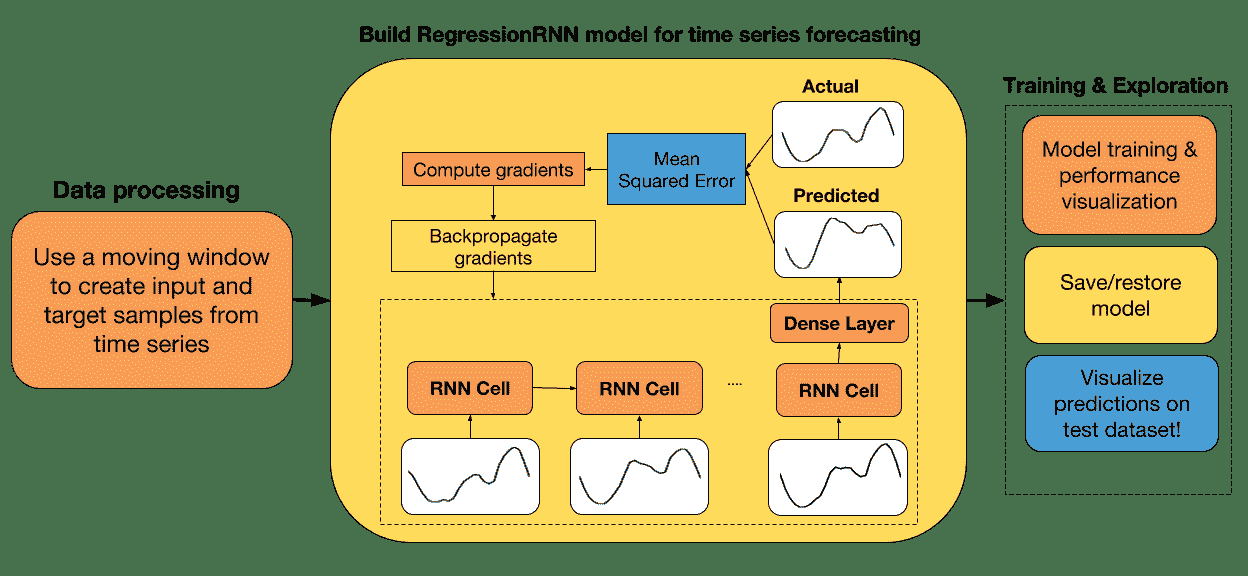 Build RegressionRNN model for time series forecasting
Data processing
Use a moving window
to create input and
target samples from
time series
Actual
Mean
Squared Error
Compute gradients
Predicted
Backpropagate
gradients
Dense Layer
RNN Cell
RNN Cell
....
RNN Cell
Training & Exploration
Model training &
performance
visualization
Save/restore
model
Visualize
predictions on
test dataset!